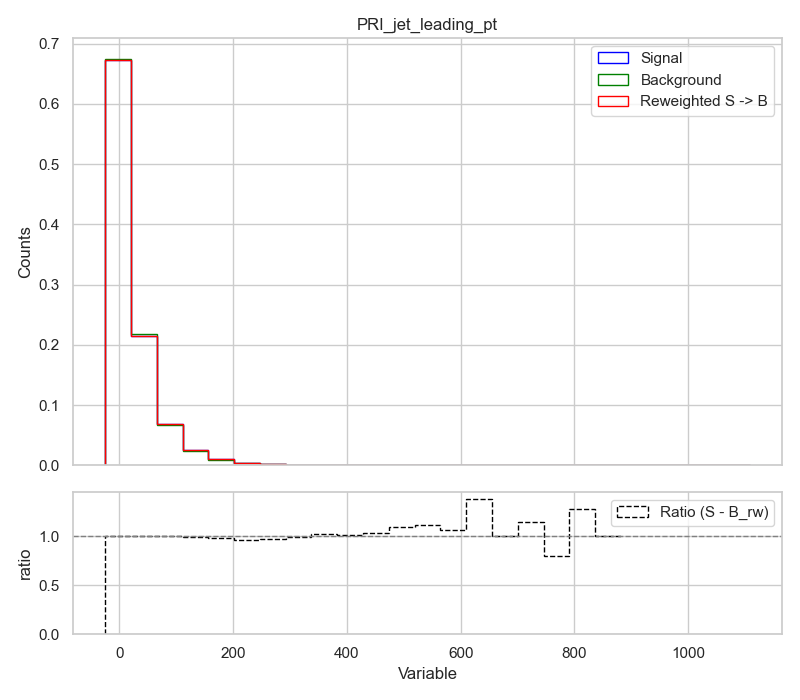 PRI_jet_leading_pt
0.7
0.6
0.5
0.4
0.3
0.2
0.1
0.0
Counts
Signal
Background
Reweighted S -> B
1.0
0.5
0.0
ratio
Ratio (S - B_rw)
0 200 400 600 800 1000
Variable